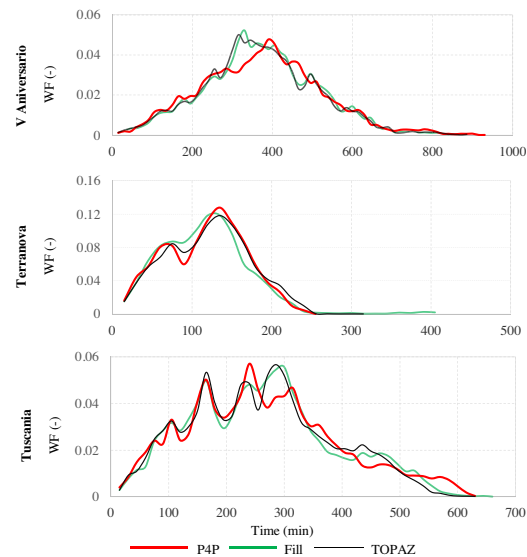 0.06
0.04
0.02
0
V Aniversario
WF (-)
0 200 400 600 800 1000
0.16
0.12
0.08
0.04
0
Terranova
WF (-)
0 100 200 300 400 500
0.06
0.04
0.02
0
Tuscania
WF (-)
0 100 200 300 400 500 600 700
Time (min)
P4P Fill TOPAZ